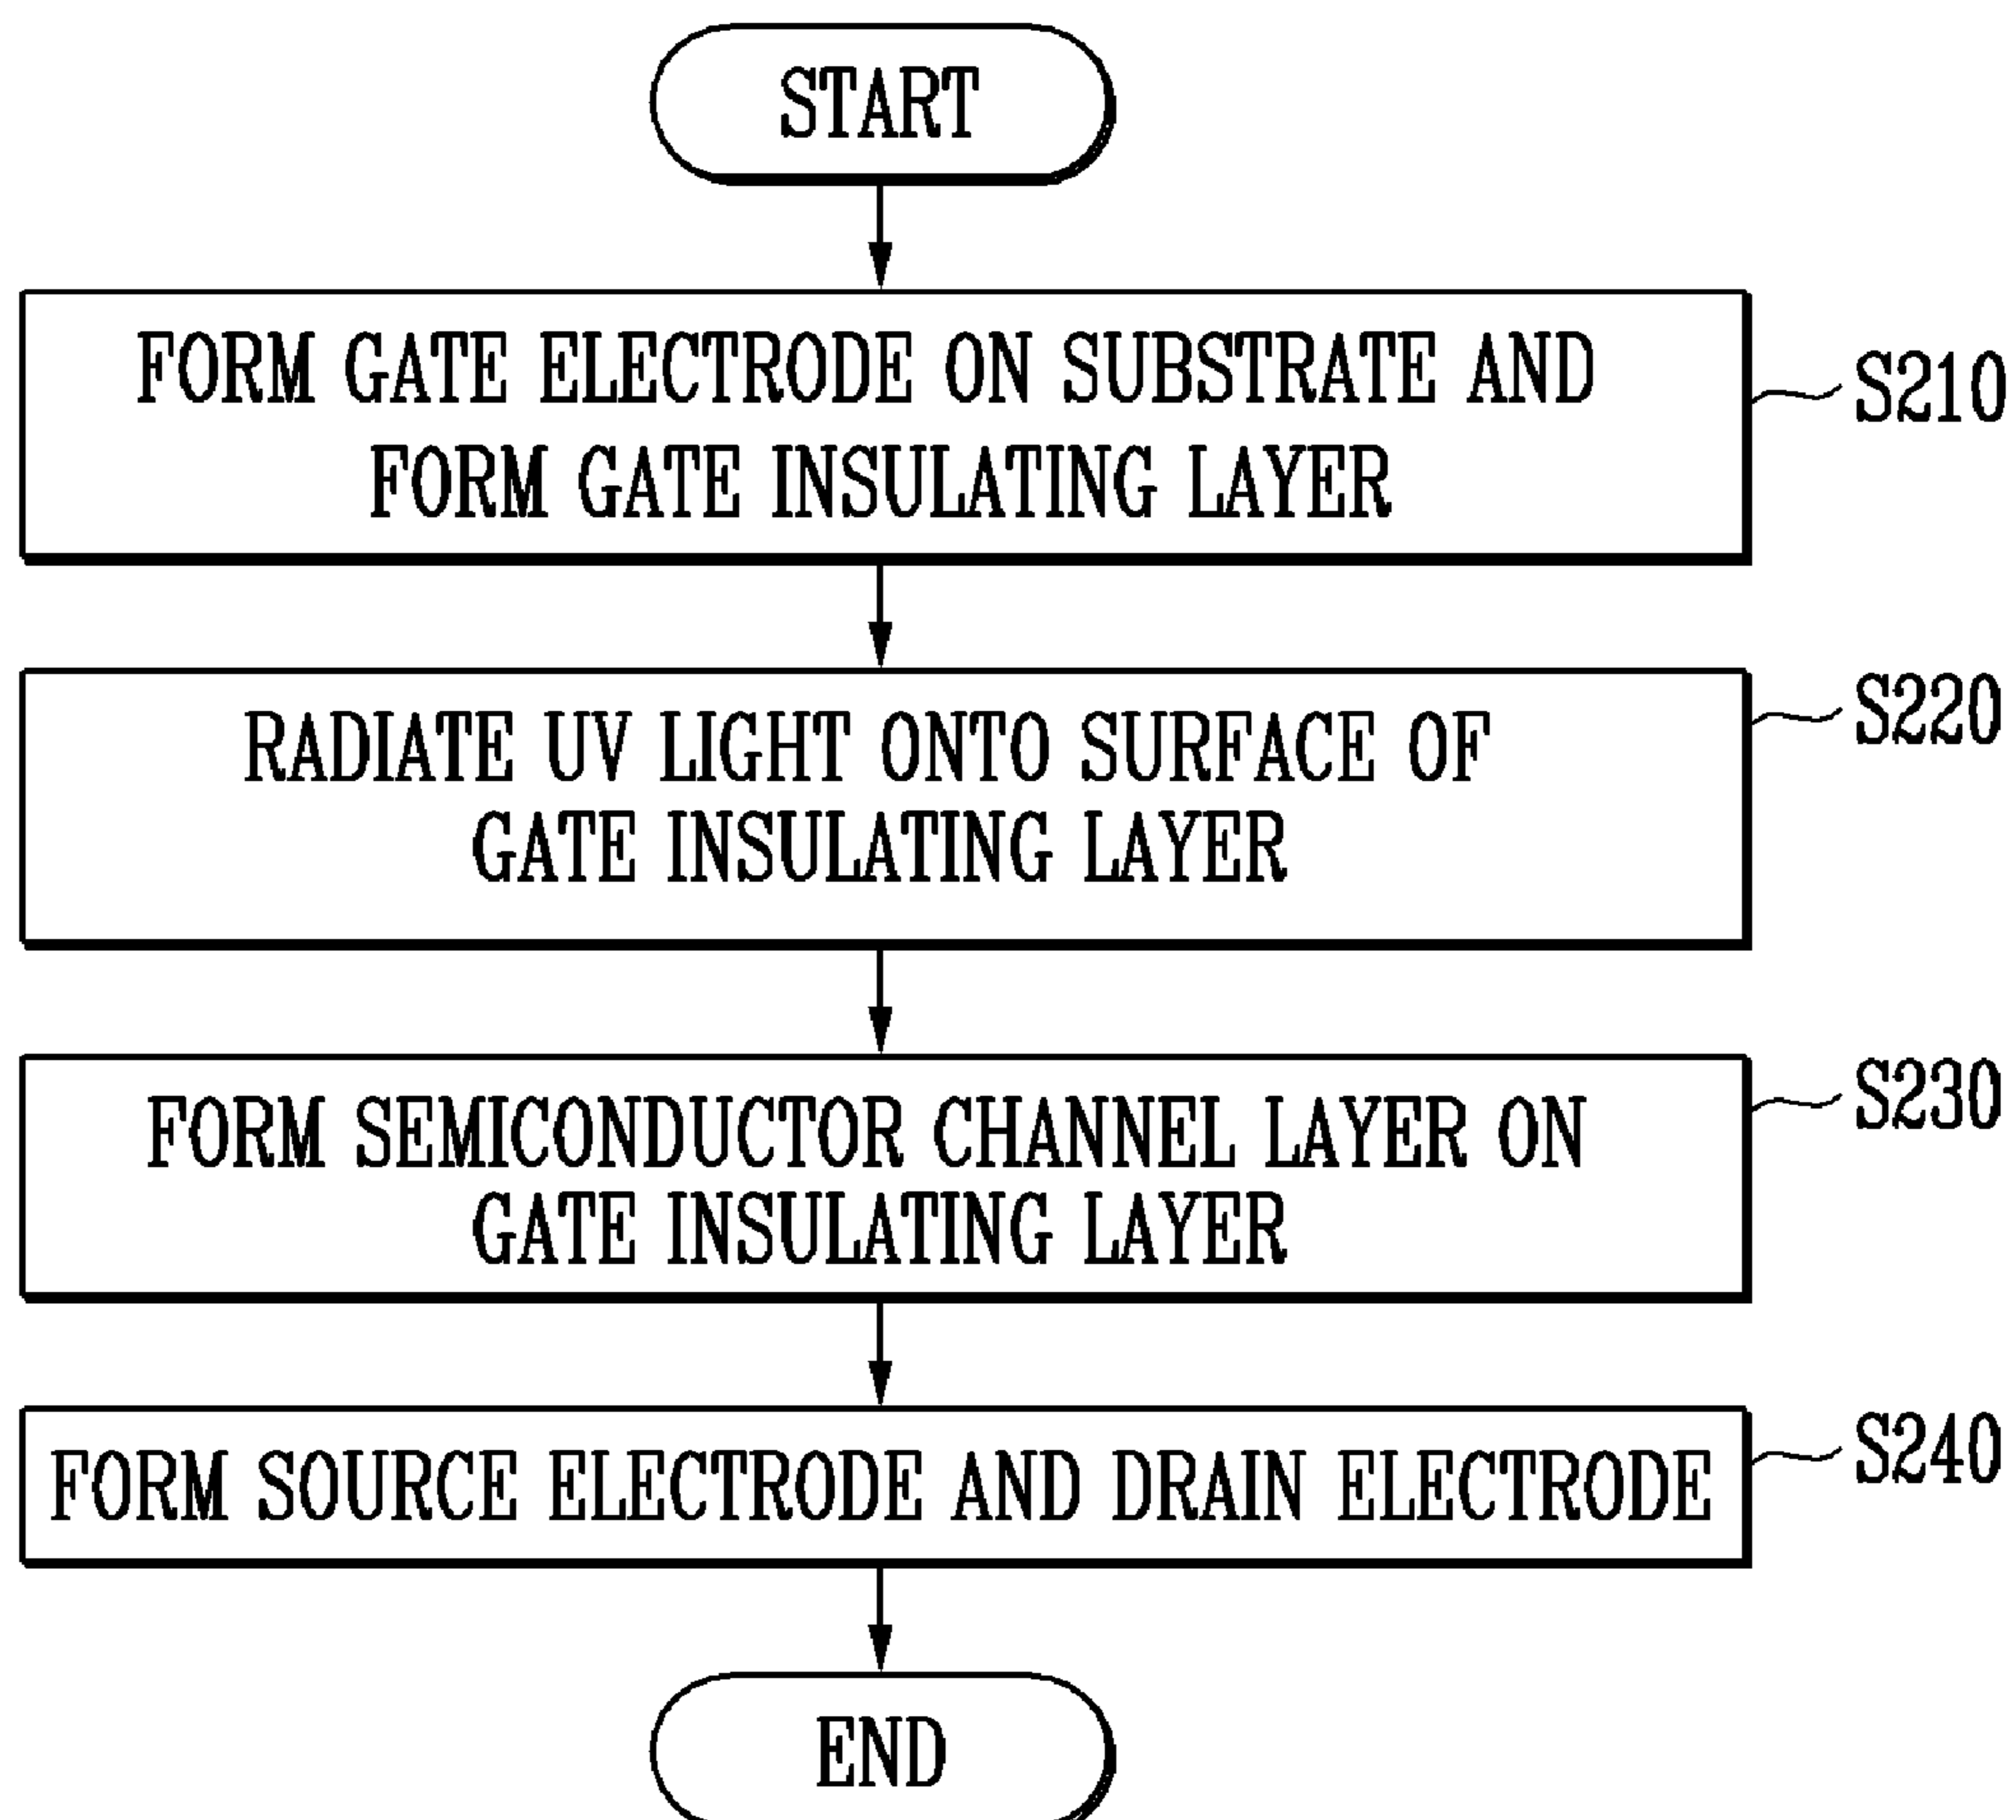 START
FORM GATE ELECTRODE ON SUBSTRATE AND
FORM GATE INSULATING LAYER
S210
RADIATE UV LIGHT ONTO SURFACE OF
GATE INSULATING LAYER
S220
FORM SEMICONDUCTOR CHANNEL LAYER ON
GATE INSULATING LAYER
S230
FORM SOURCE ELECTRODE AND DRAIN ELECTRODE
S240
END